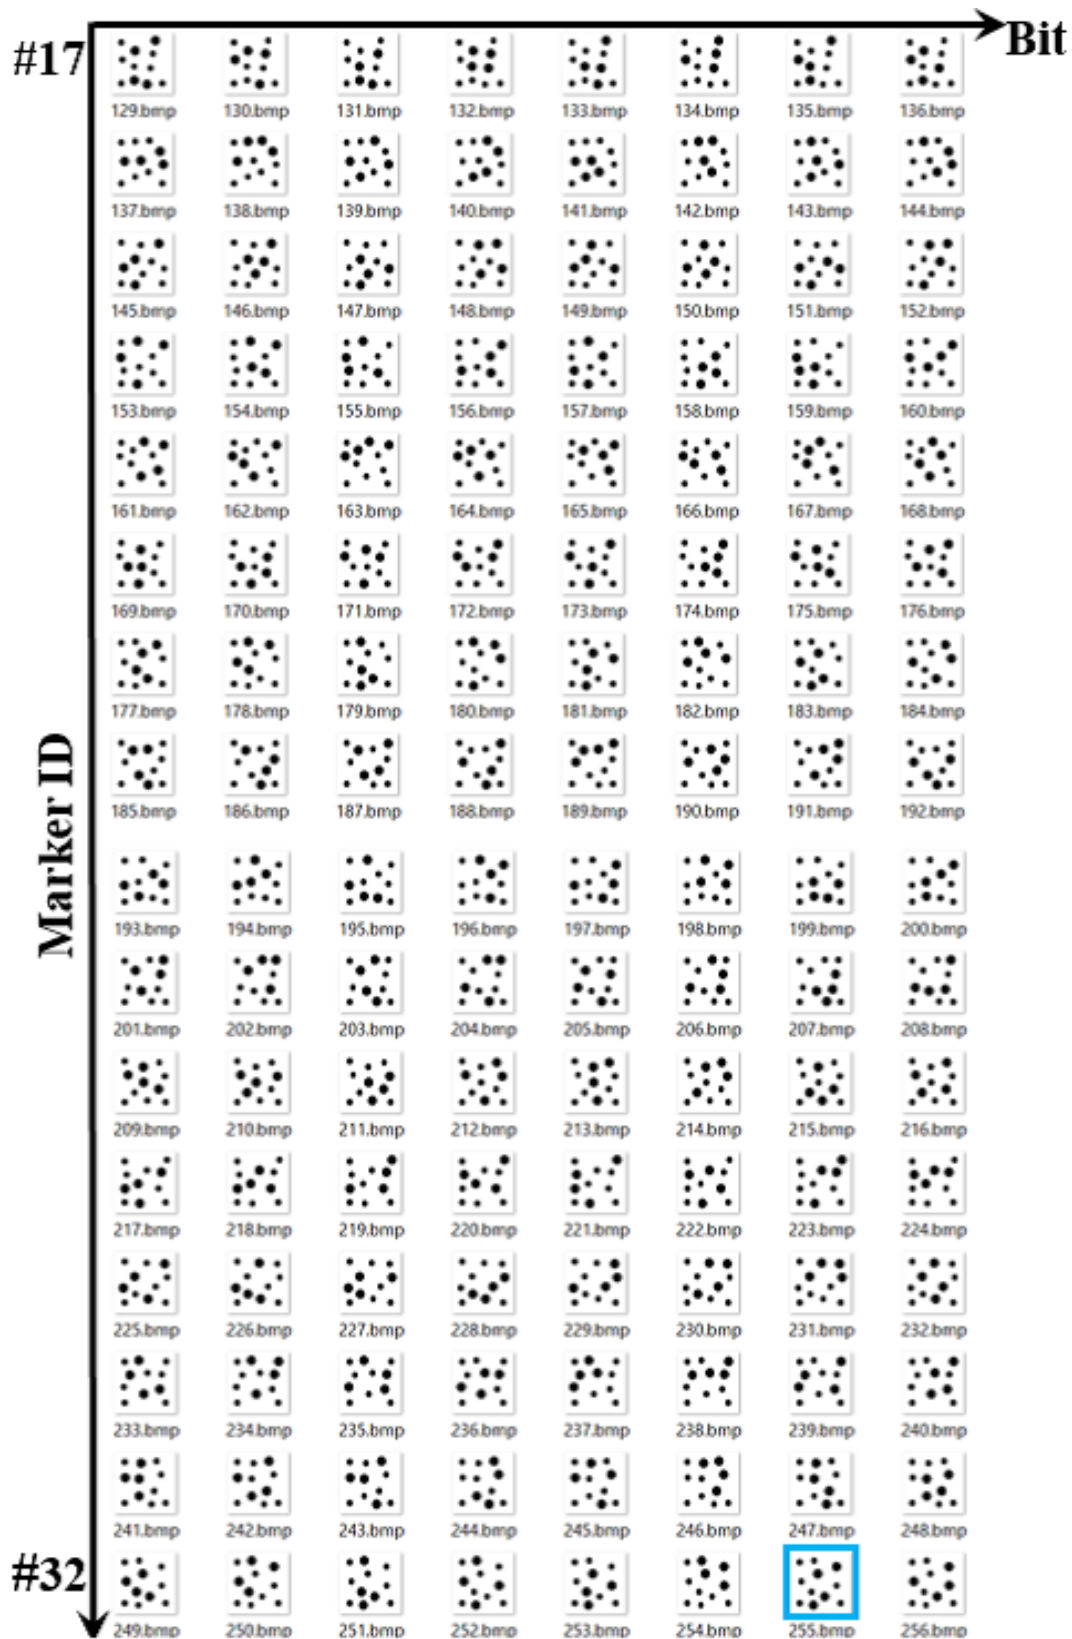 Bit
#17
129.bmp 130.bmp 131.bmp 132.bmp 133.bmp 134.bmp 135.bmp 136.bmp
137.bmp 138.bmp 139.bmp 140.bmp 141.bmp 142.bmp 143.bmp 144.bmp
145.bmp 146.bmp 147.bmp 148.bmp 149.bmp 150.bmp 151.bmp 152.bmp
153.bmp 154.bmp 155.bmp 156.bmp 157.bmp 158.bmp 159.bmp 160.bmp
161.bmp 162.bmp 163.bmp 164.bmp 165.bmp 166.bmp 167.bmp 168.bmp
169.bmp 170.bmp 171.bmp 172.bmp 173.bmp 174.bmp 175.bmp 176.bmp
177.bmp 178.bmp 179.bmp 180.bmp 181.bmp 182.bmp 183.bmp 184.bmp
185.bmp 186.bmp 187.bmp 188.bmp 189.bmp 190.bmp 191.bmp 192.bmp
Marker ID
193.bmp 194.bmp 195.bmp 196.bmp 197.bmp 198.bmp 199.bmp 200.bmp
201.bmp 202.bmp 203.bmp 204.bmp 205.bmp 206.bmp 207.bmp 208.bmp
209.bmp 210.bmp 211.bmp 212.bmp 213.bmp 214.bmp 215.bmp 216.bmp
217.bmp 218.bmp 219.bmp 220.bmp 221.bmp 222.bmp 223.bmp 224.bmp
225.bmp 226.bmp 227.bmp 228.bmp 229.bmp 230.bmp 231.bmp 232.bmp
233.bmp 234.bmp 235.bmp 236.bmp 237.bmp 238.bmp 239.bmp 240.bmp
241.bmp 242.bmp 243.bmp 244.bmp 245.bmp 246.bmp 247.bmp 248.bmp
#32
249.bmp 250.bmp 251.bmp 252.bmp 253.bmp 254.bmp 255.bmp 256.bmp